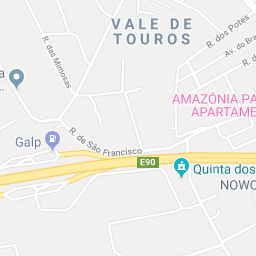 VALE DE
TOUROS
R. dos Potes
Av. do Bra
R. das Mimosas
a
AMAZÓNIA PA
APARTAME
Galp
R. de São Francisco
E90
Quinta dos
NOWO